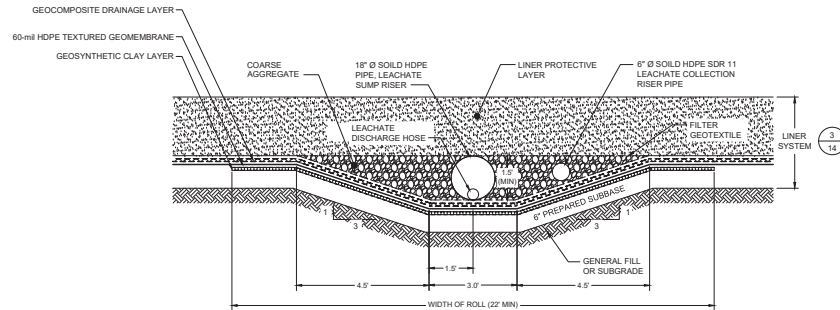 GEOCOMPOSITE DRAINAGE LAYER
60-mil HDPE TEXTURED GEOMEMBRANE
GEOSYNTHETIC CLAY LAYER
COARSE
AGGREGATE
18" Ø SOILD HDPE
PIPE, LEACHATE
SUMP RISER
LINER PROTECTIVE
LAYER
6" Ø SOILD HDPE SDR 11
LEACHATE COLLECTION
RISER PIPE
LEACHATE
DISCHARGE HOSE
FILTER
GEOTEXTILE
LINER
SYSTEM
3
14
1.5'
(MIN)
6" PREPARED SUBBASE
1
3
3
1
GENERAL FILL
OR SUBGRADE
1.5'
4.5'
3.0'
4.5'
WIDTH OF ROLL (22' MIN)